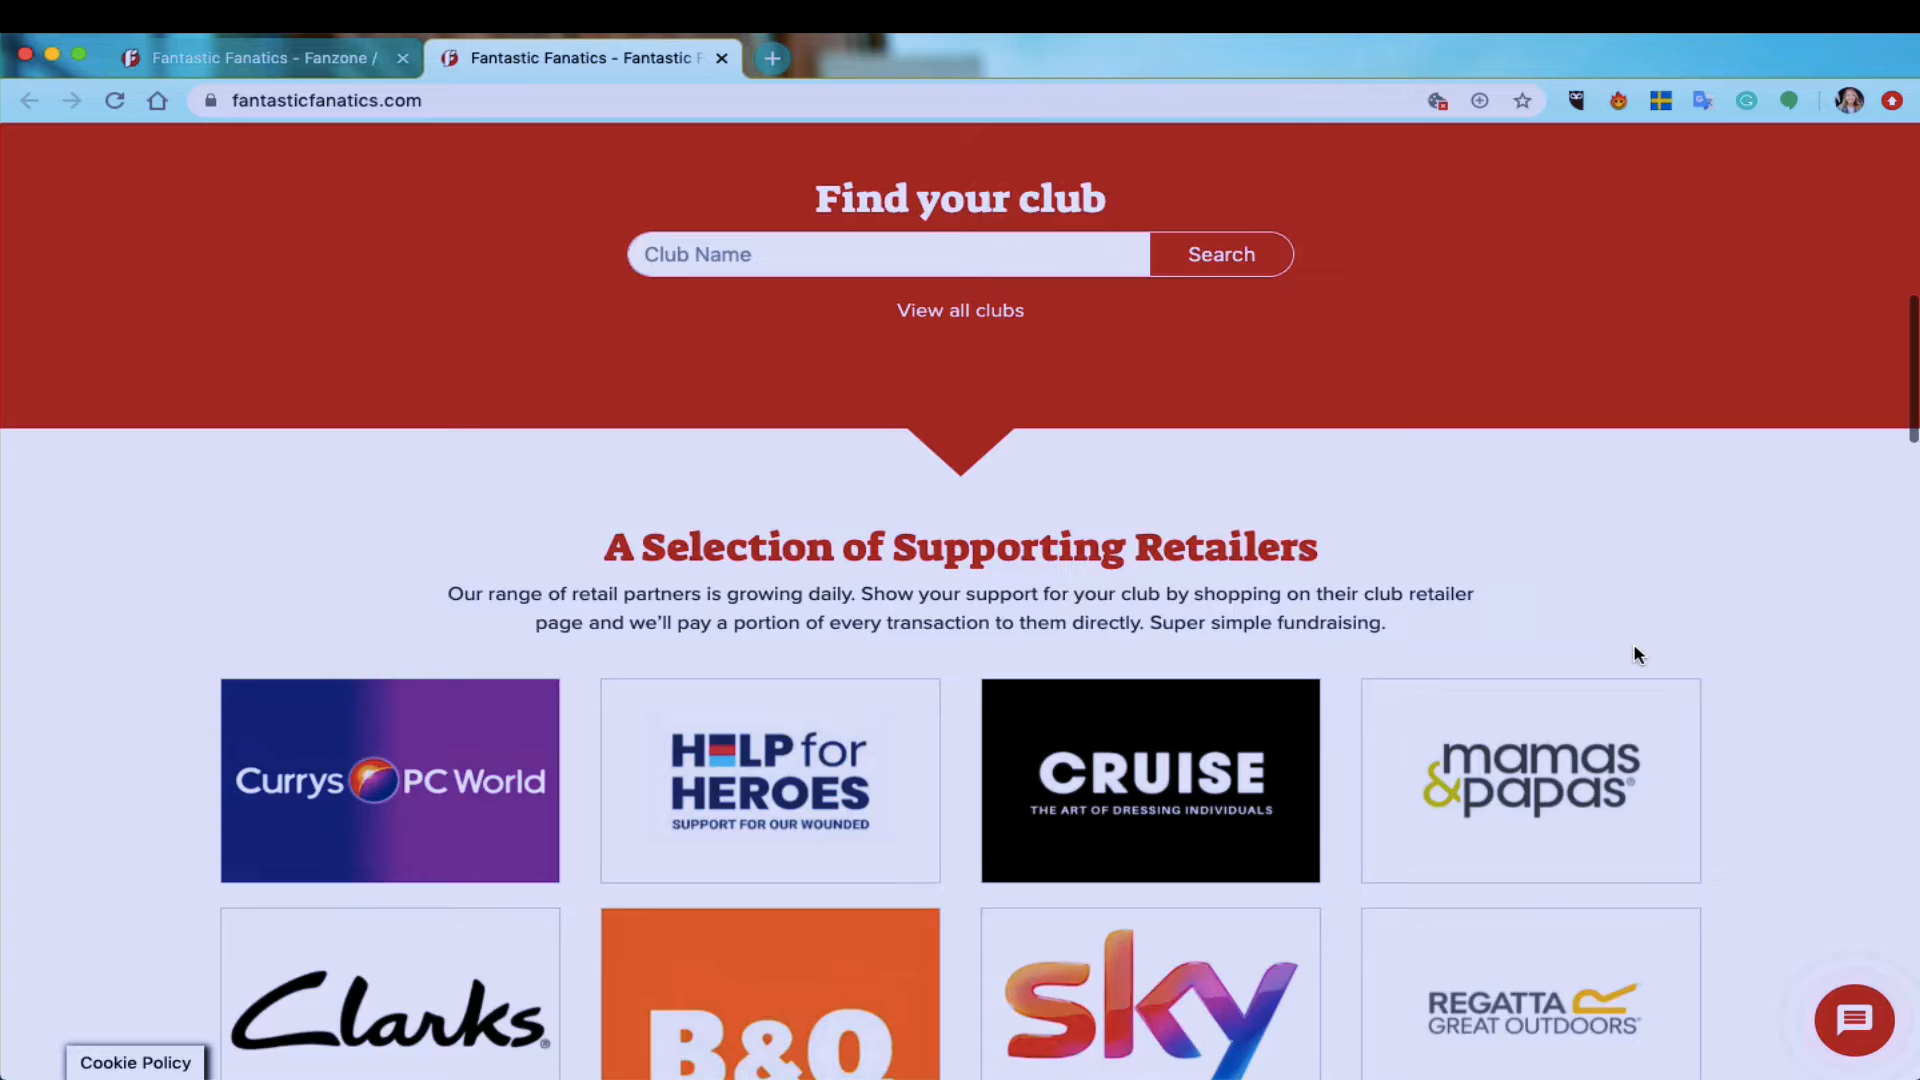 Fantastic Fanatics - Fanzone /
Fantastic Fanatics - Fantastic F
fantasticfanatics.com
Find your club
Club Name
Search
View all clubs
A Selection of Supporting Retailers
Our range of retail partners is growing daily. Show your support for your club by shopping on their club retailer
page and we'll pay a portion of every transaction to them directly. Super simple fundraising.
Currys PC World
HELP for
HEROES
SUPPORT FOR OUR WOUNDED
CRUISE
THE ART OF DRESSING INDIVIDUALS
mamas
&papas®
Clarks®
B&Q
sky
REGATTA
GREAT OUTDOORS
Cookie Policy